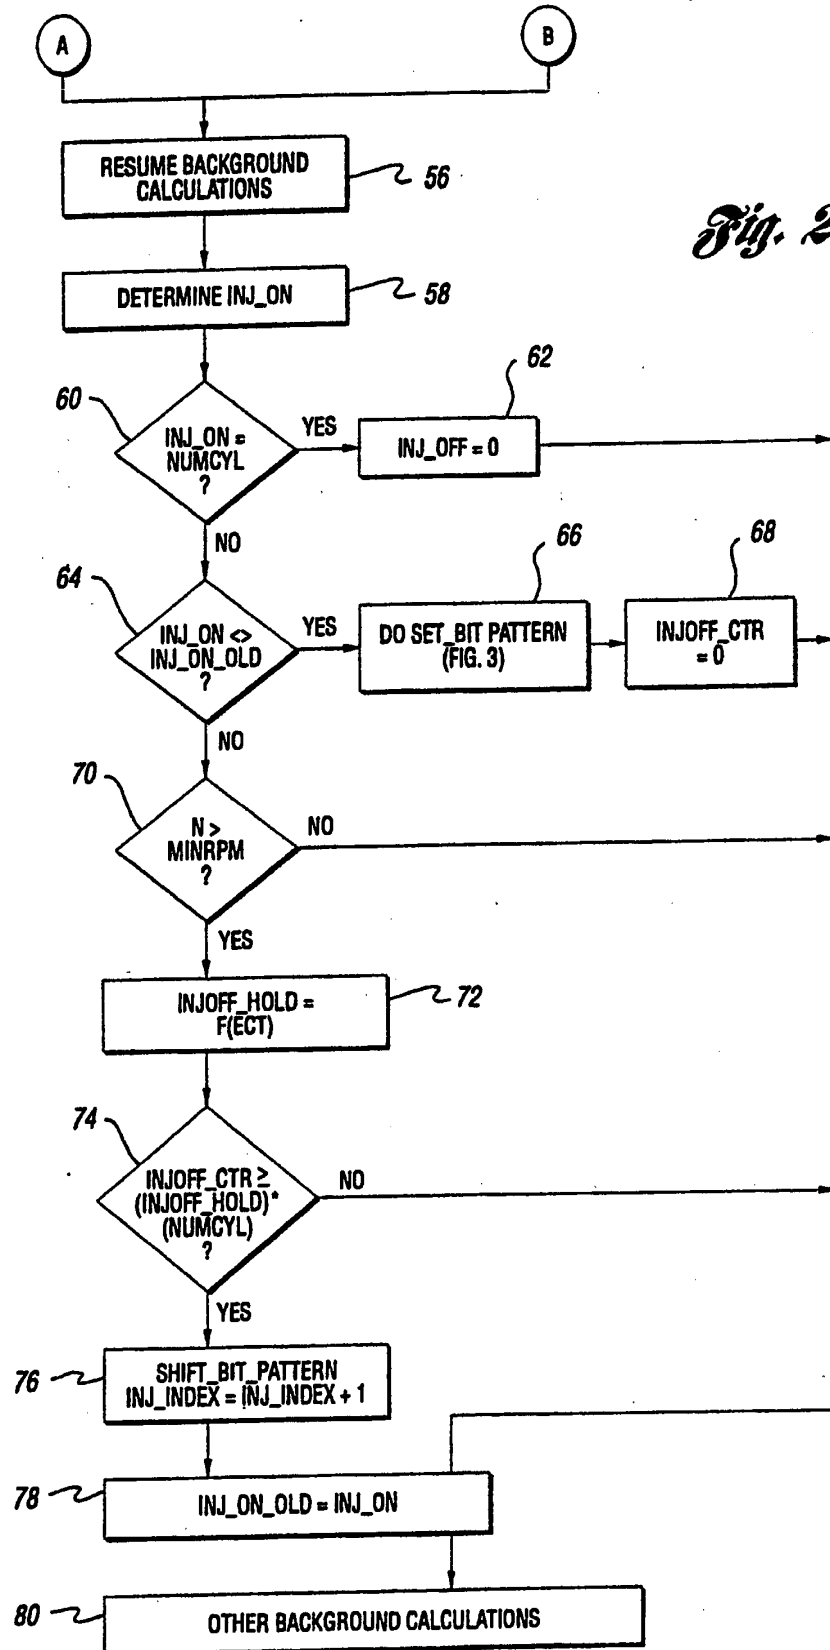 A
B
RESUME BACKGROUND
CALCULATIONS
56
Fig. 2
DETERMINE INJ_ON
58
60
INJ_ON =
NUMCYL
?
YES
62
INJ_OFF = 0
NO
64
INJ_ON <>
INJ_ON_OLD
?
YES
66
DO SET_BIT PATTERN
(FIG. 3)
68
INJOFF_CTR
= 0
NO
70
N >
MINRPM
?
NO
YES
INJOFF_HOLD =
F(ECT)
72
74
INJOFF_CTR ≥
(INJOFF_HOLD)*
(NUMCYL)
?
NO
YES
76
SHIFT_BIT_PATTERN
INJ_INDEX = INJ_INDEX + 1
78
INJ_ON_OLD = INJ_ON
80
OTHER BACKGROUND CALCULATIONS